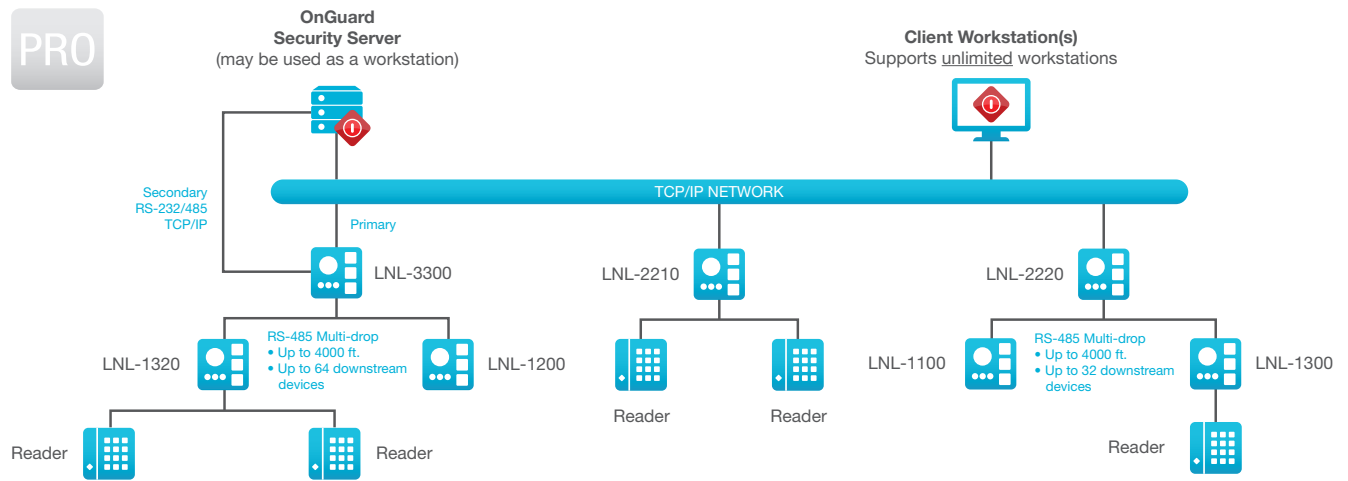 PRO
OnGuard
Security Server
(may be used as a workstation)
Client Workstation(s)
Supports unlimited workstations
Secondary
RS-232/485
TCP/IP
TCP/IP NETWORK
Primary
LNL-3300
LNL-2210
LNL-2220
LNL-1320
RS-485 Multi-drop
• Up to 4000 ft.
• Up to 64 downstream
devices
LNL-1200
LNL-1100
RS-485 Multi-drop
• Up to 4000 ft.
• Up to 32 downstream
devices
LNL-1300
Reader
Reader
Reader
Reader
Reader